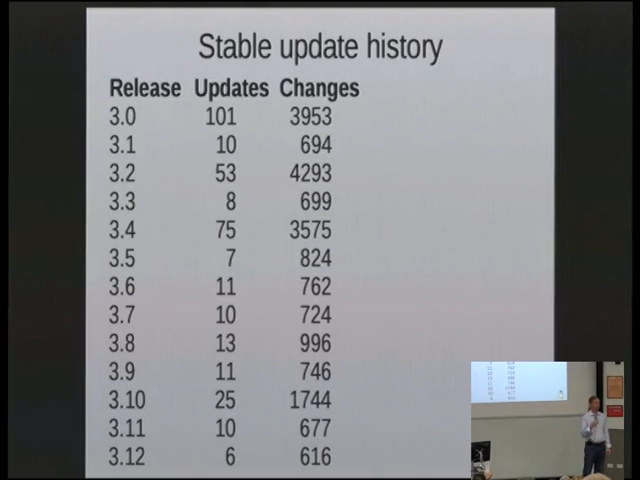 Stable update history
Release Updates Changes
3.0 101 3953
3.1 10 694
3.2 53 4293
3.3 8 699
3.4 75 3575
3.5 7 824
3.6 11 762
3.7 10 724
3.8 13 996
3.9 11 746
3.10 25 1744
3.11 10 677
3.12 6 616